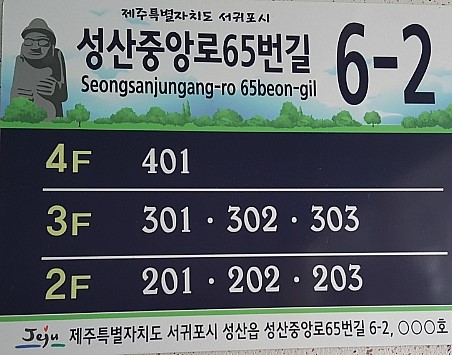 제주특별자치도 서귀포시
성산중앙로65번길 6-2
Seongsanjungang-ro 65beon-gil
4F 401
3F 301 · 302 · 303
2F 201 · 202 · 203
Jeju 제주특별자치도 서귀포시 성산읍 성산중앙로65번길 6-2, ○○○호